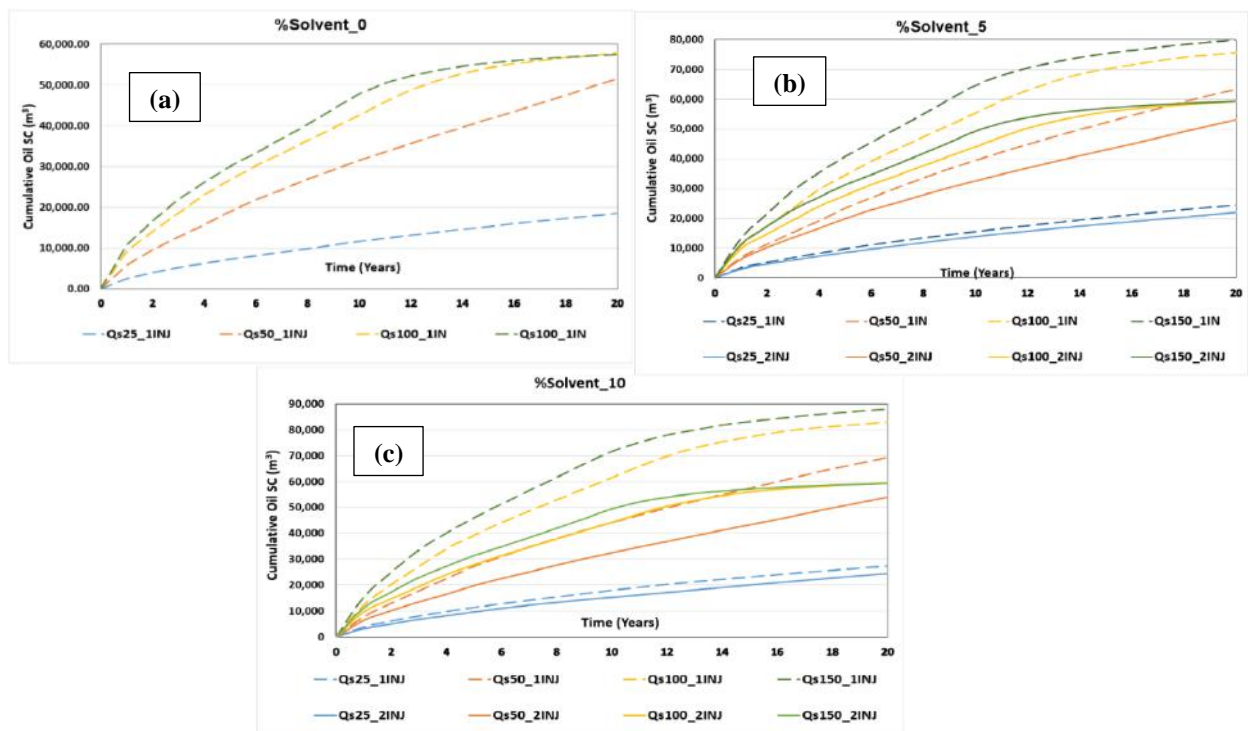 %Solvent_0
60,000.00
50,000.00
40,000.00
30,000.00
20,000.00
10,000.00
0.00
Cumulative Oil SC (m³)
(a)
Time (Years)
0 2 4 6 8 10 12 14 16 18 20
Qs25_1INJ Qs50_1INJ Qs100_1IN Qs100_1IN
%Solvent_5
80,000
70,000
60,000
50,000
40,000
30,000
20,000
10,000
0
Cumulative Oil SC (m³)
(b)
Time (Years)
0 2 4 6 8 10 12 14 16 18 20
Qs25_1IN Qs50_1IN Qs100_1IN Qs150_1IN
Qs25_2INJ Qs50_2INJ Qs100_2INJ Qs150_2INJ
%Solvent_10
90,000
80,000
70,000
60,000
50,000
40,000
30,000
20,000
10,000
0
Cumulative Oil SC (m³)
(c)
Time (Years)
0 2 4 6 8 10 12 14 16 18 20
Qs25_1INJ Qs50_1INJ Qs100_1INJ Qs150_1INJ
Qs25_2INJ Qs50_2INJ Qs100_2INJ Qs150_2INJ